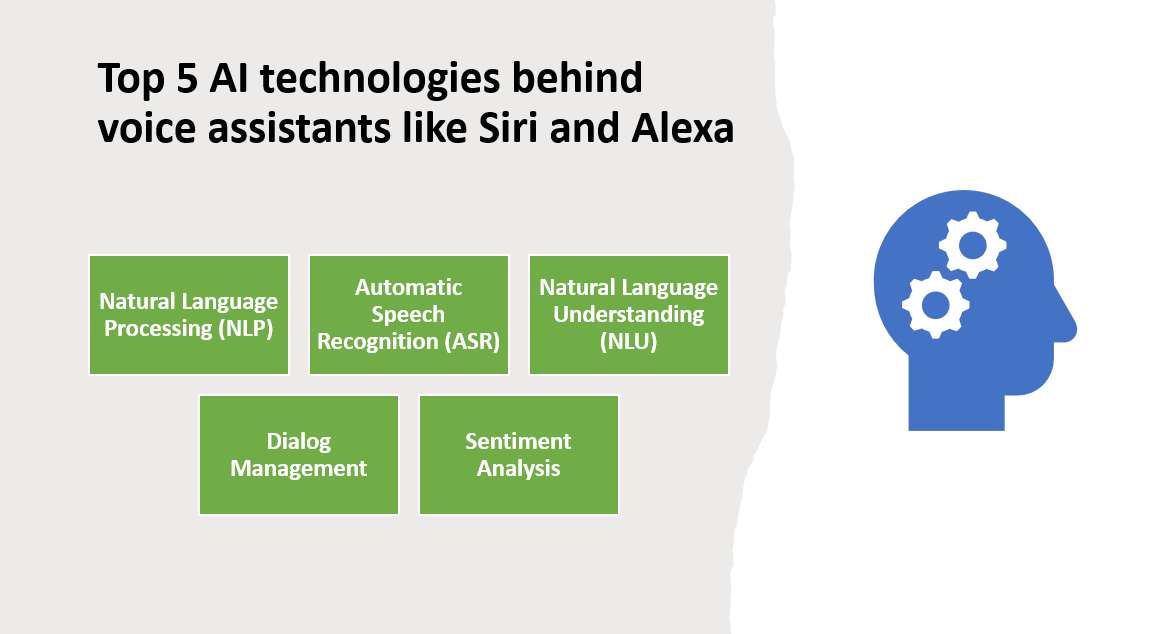 Top 5 AI technologies behind
voice assistants like Siri and Alexa
Natural Language
Processing (NLP)
Automatic
Speech
Recognition (ASR)
Natural Language
Understanding
(NLU)
Dialog
Management
Sentiment
Analysis